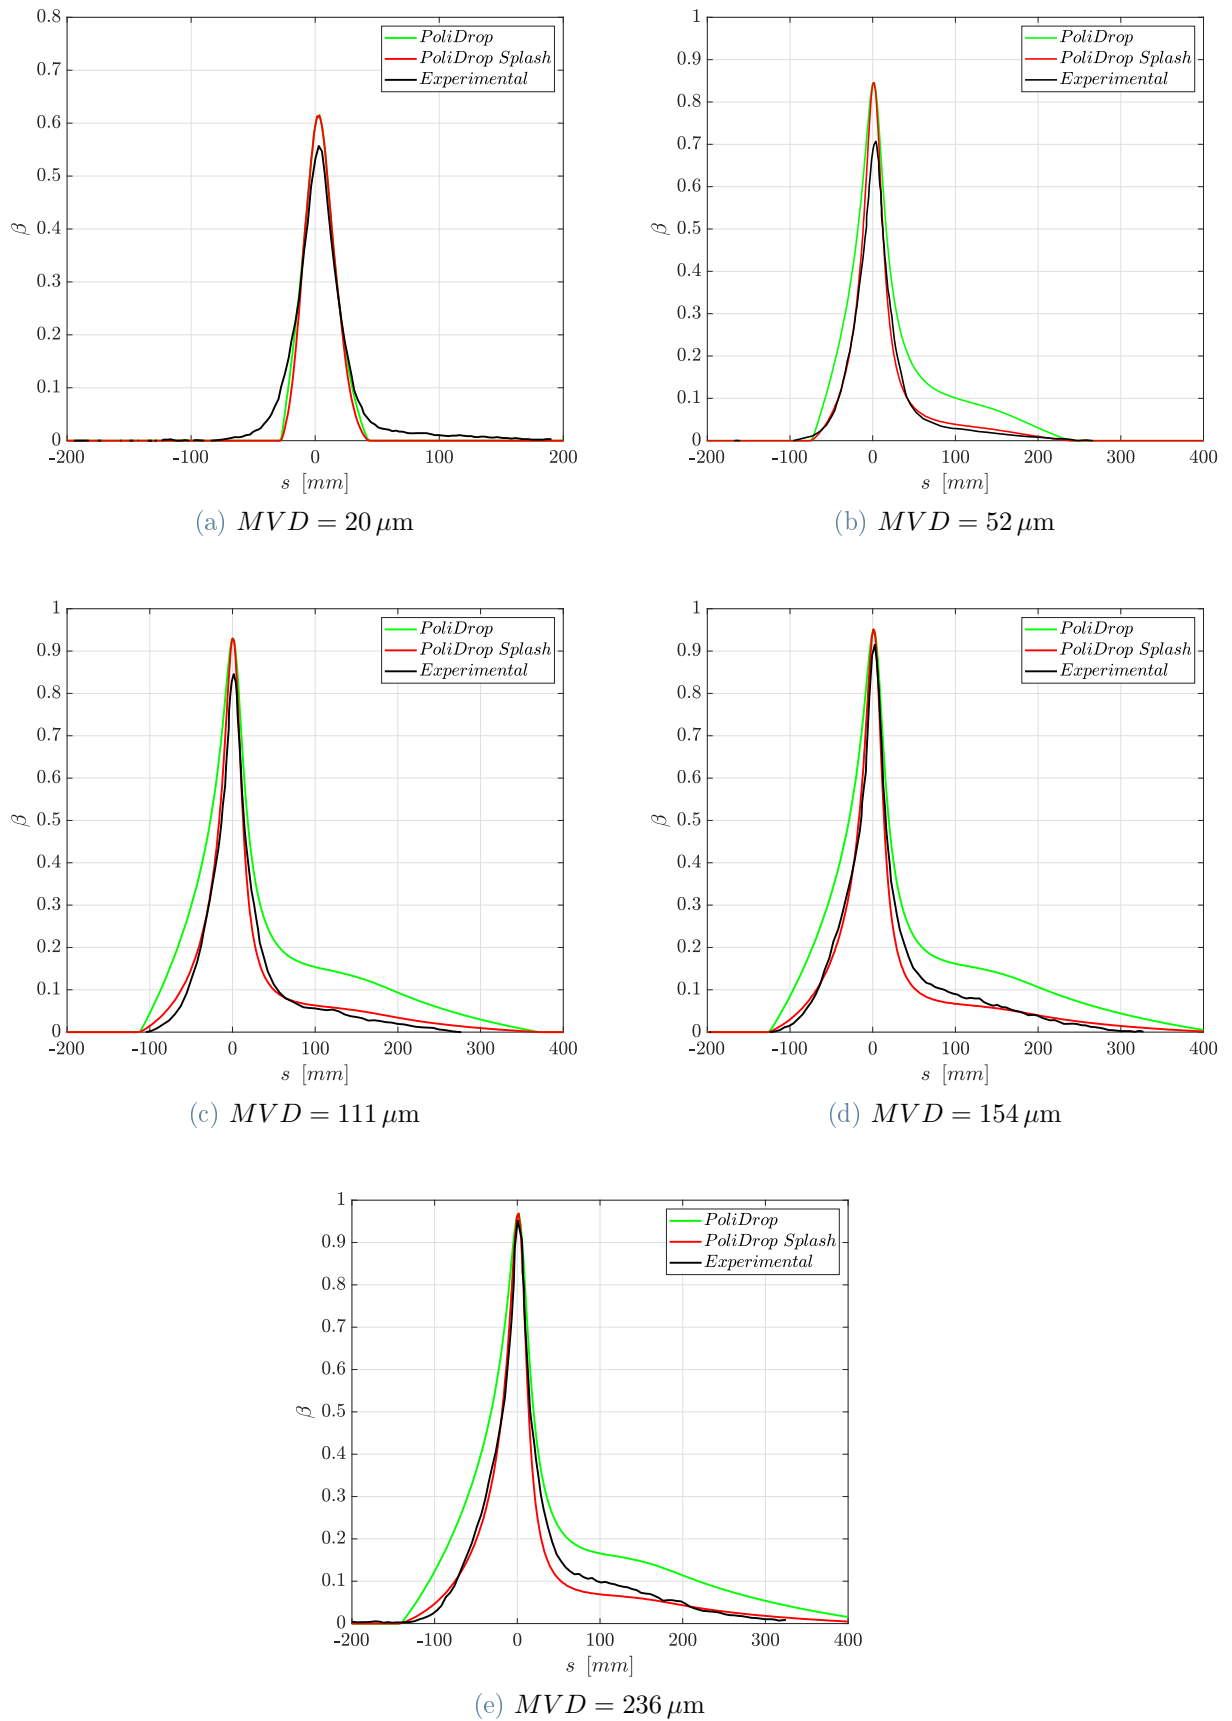 0.8
0.7
0.6
0.5
0.4
0.3
0.2
0.1
0
β
-200 -100 0 100 200
s [mm]
PoliDrop
PoliDrop Splash
Experimental
(a) MVD = 20 μm
1
0.9
0.8
0.7
0.6
0.5
0.4
0.3
0.2
0.1
0
β
-200 -100 0 100 200 300 400
s [mm]
PoliDrop
PoliDrop Splash
Experimental
(b) MVD = 52 μm
1
0.9
0.8
0.7
0.6
0.5
0.4
0.3
0.2
0.1
0
β
-200 -100 0 100 200 300 400
s [mm]
PoliDrop
PoliDrop Splash
Experimental
(c) MVD = 111 μm
1
0.9
0.8
0.7
0.6
0.5
0.4
0.3
0.2
0.1
0
β
-200 -100 0 100 200 300 400
s [mm]
PoliDrop
PoliDrop Splash
Experimental
(d) MVD = 154 μm
1
0.9
0.8
0.7
0.6
0.5
0.4
0.3
0.2
0.1
0
β
-200 -100 0 100 200 300 400
s [mm]
PoliDrop
PoliDrop Splash
Experimental
(e) MVD = 236 μm